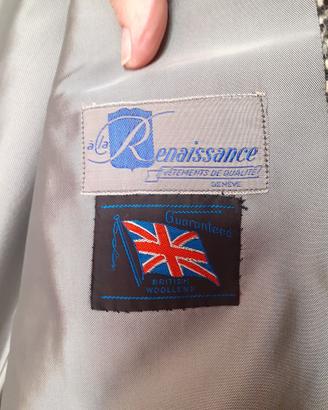 à la Renaissance
VÊTEMENTS DE QUALITÉ
GENÈVE
Guaranteed
BRITISH
WOOLLENS